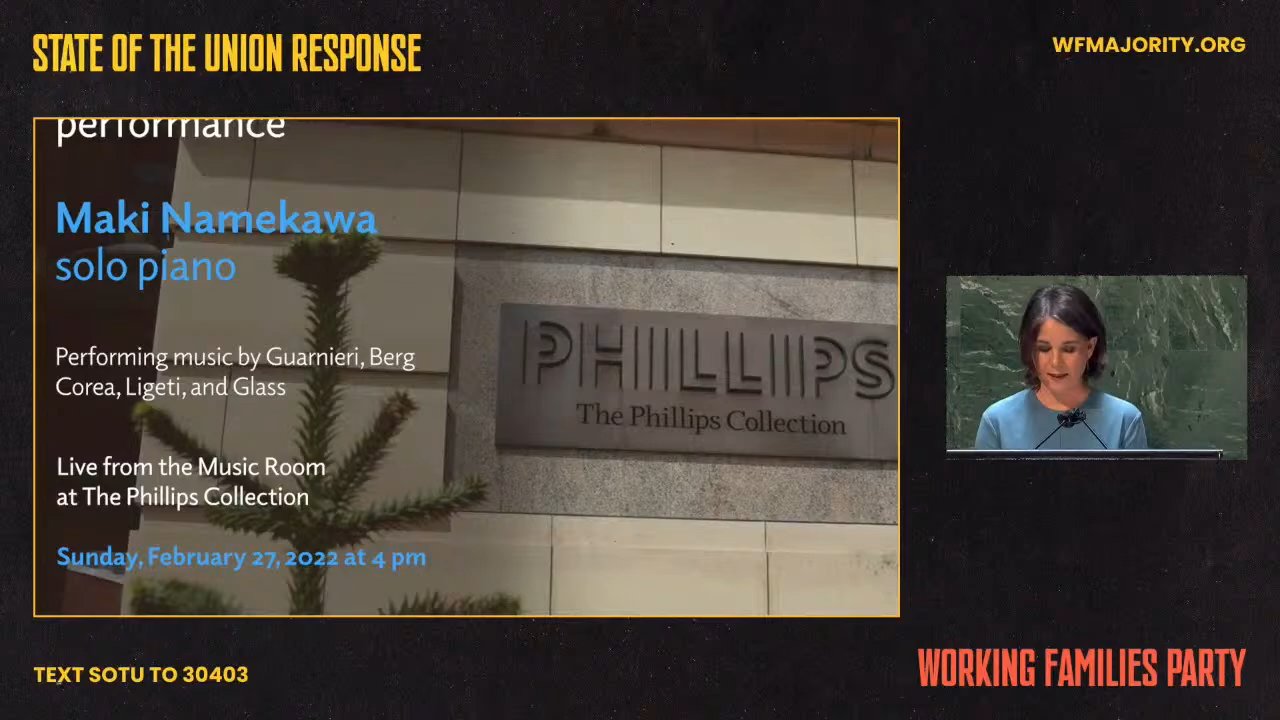 STATE OF THE UNION RESPONSE
WFMAJORITY.ORG
performance
Maki Namekawa
solo piano
Performing music by Guarnieri, Berg
Corea, Ligeti, and Glass
Live from the Music Room
at The Phillips Collection
Sunday, February 27, 2022 at 4 pm
PHILLIPS
The Phillips Collection
TEXT SOTU TO 30403
WORKING FAMILIES PARTY